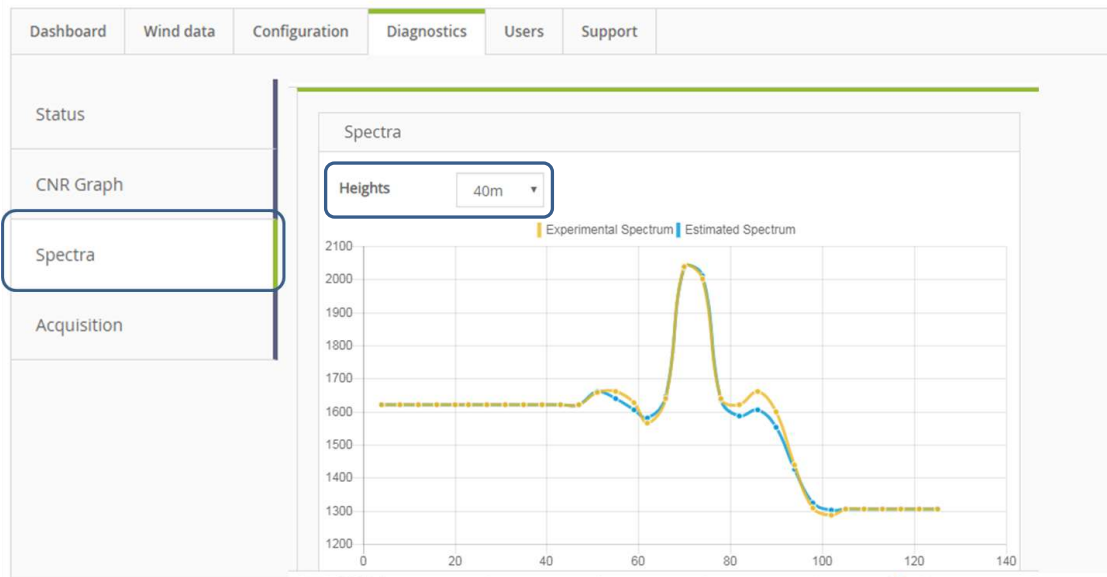 Dashboard Wind data Configuration Diagnostics Users Support
Status
CNR Graph
Spectra
Acquisition
Spectra
Heights 40m
Experimental Spectrum Estimated Spectrum
2100
2000
1900
1800
1700
1600
1500
1400
1300
1200
0 20 40 60 80 100 120 140